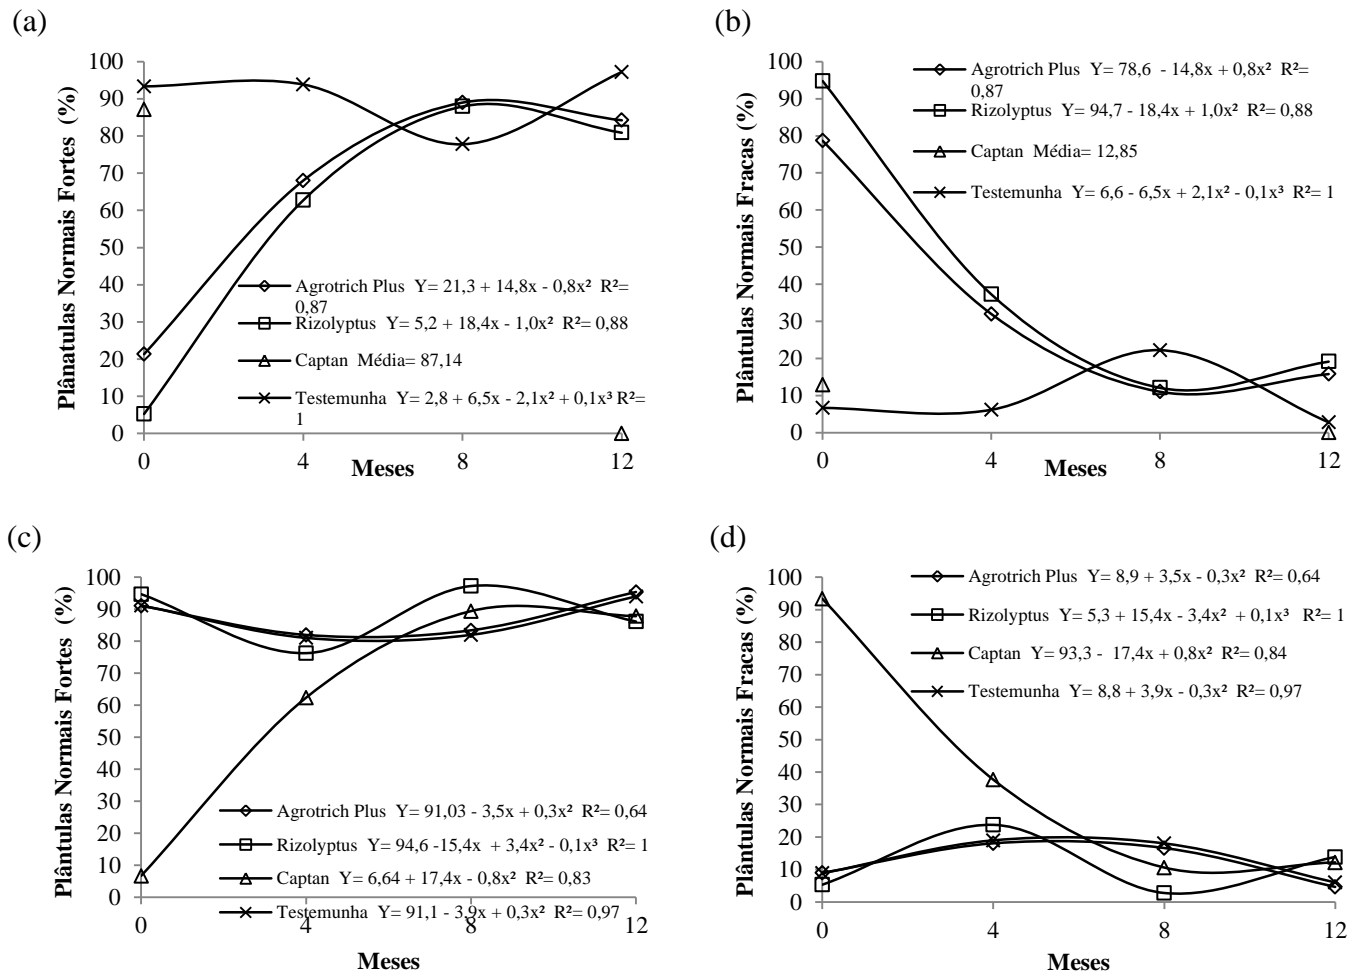 (a)
Plânatulas Normais Fortes (%)
100
90
80
70
60
50
40
30
20
10
0
0 4 8 12
Meses
Agrotrich Plus Y= 21,3 + 14,8x - 0,8x² R²=
0,87
Rizolyptus Y= 5,2 + 18,4x - 1,0x² R²= 0,88
Captan Média= 87,14
Testemunha Y= 2,8 + 6,5x - 2,1x² + 0,1x³ R²=
1
(b)
Plântulas Normais Fracas (%)
100
90
80
70
60
50
40
30
20
10
0
0 4 8 12
Meses
Agrotrich Plus Y= 78,6 - 14,8x + 0,8x² R²=
0,87
Rizolyptus Y= 94,7 - 18,4x + 1,0x² R²= 0,88
Captan Média= 12,85
Testemunha Y= 6,6 - 6,5x + 2,1x² - 0,1x³ R²= 1
(c)
Plântulas Normais Fortes (%)
100
90
80
70
60
50
40
30
20
10
0
0 4 8 12
Meses
Agrotrich Plus Y= 91,03 - 3,5x + 0,3x² R²= 0,64
Rizolyptus Y= 94,6 -15,4x + 3,4x² - 0,1x³ R²= 1
Captan Y= 6,64 + 17,4x - 0,8x² R²= 0,83
Testemunha Y= 91,1 - 3,9x + 0,3x² R²= 0,97
(d)
Plântulas Normais Fracas (%)
100
90
80
70
60
50
40
30
20
10
0
0 4 8 12
Meses
Agrotrich Plus Y= 8,9 + 3,5x - 0,3x² R²= 0,64
Rizolyptus Y= 5,3 + 15,4x - 3,4x² + 0,1x³ R²= 1
Captan Y= 93,3 - 17,4x + 0,8x² R²= 0,84
Testemunha Y= 8,8 + 3,9x - 0,3x² R²= 0,97